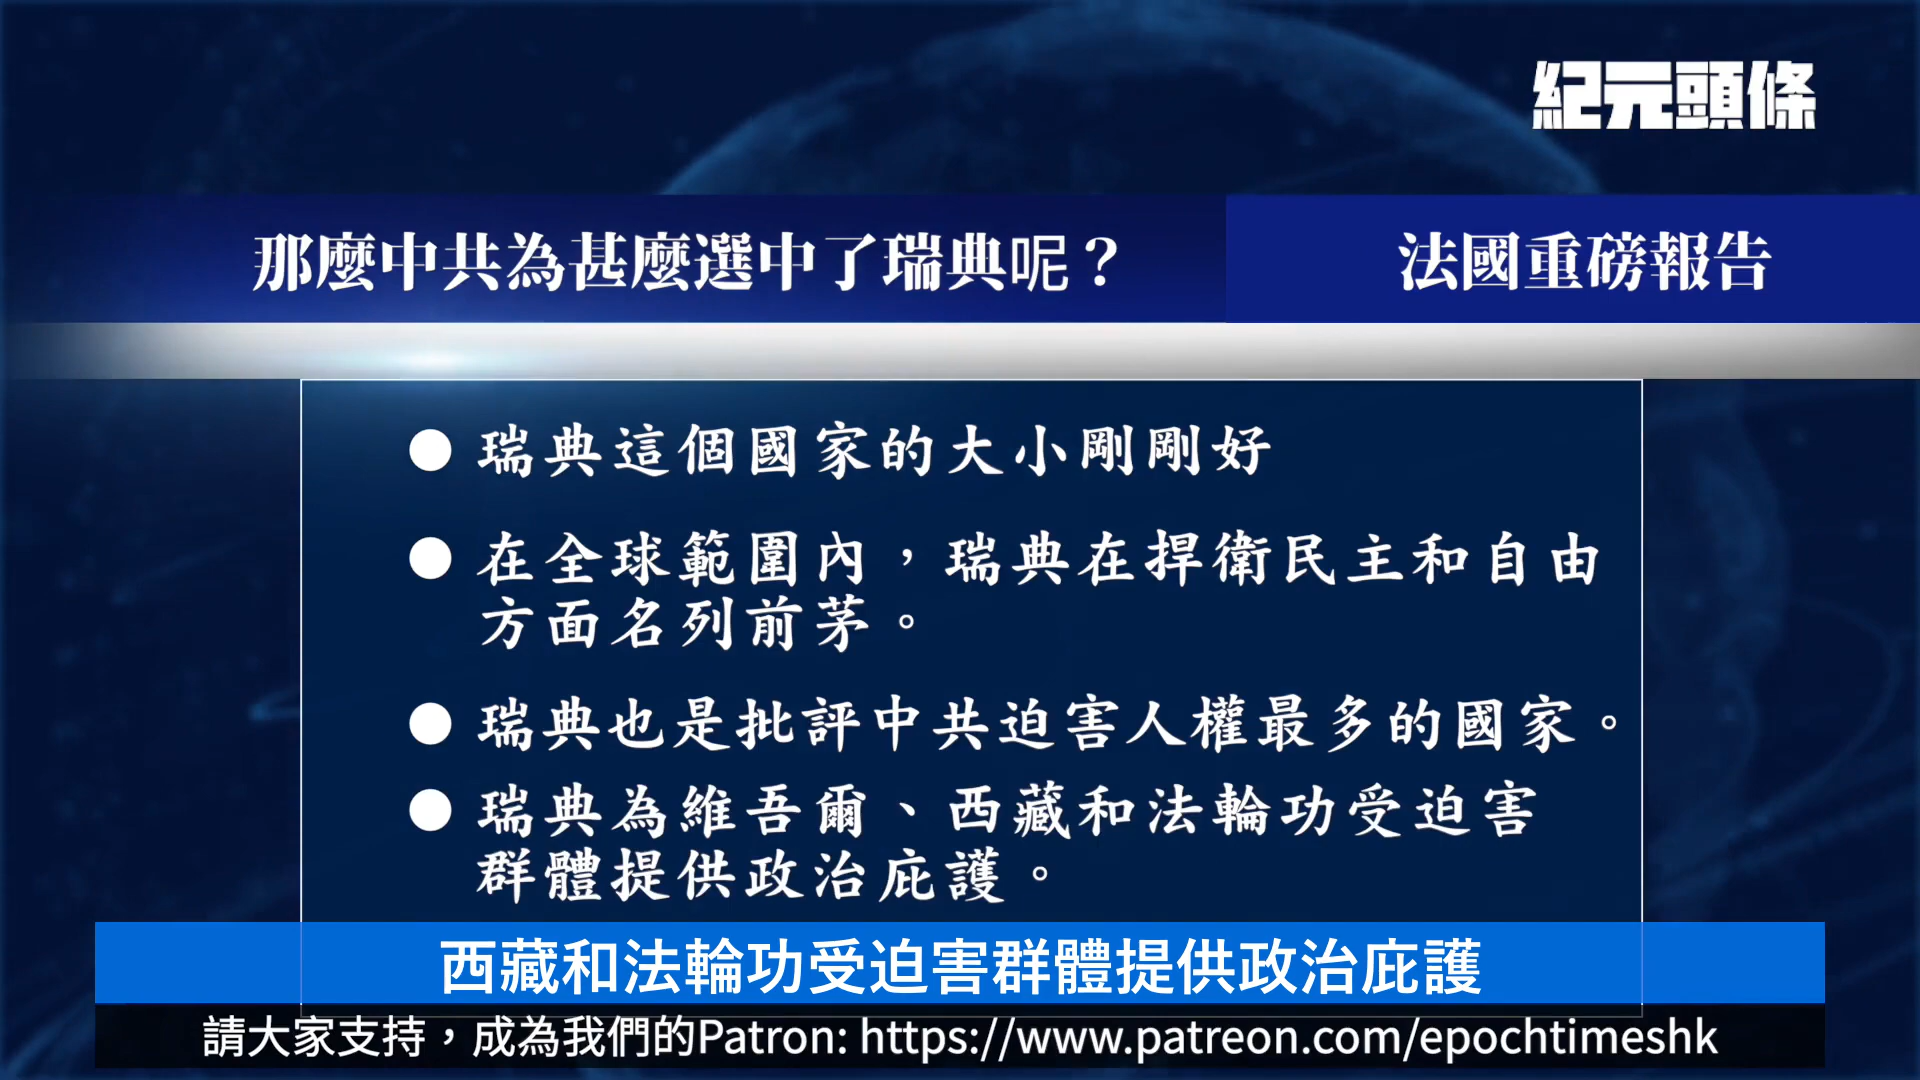 紀元頭條
那麼中共為甚麼選中了瑞典呢？
法國重磅報告
● 瑞典這個國家的大小剛剛好
● 在全球範圍內，瑞典在捍衛民主和自由
方面名列前茅。
● 瑞典也是批評中共迫害人權最多的國家。
● 瑞典為維吾爾、西藏和法輪功受迫害
群體提供政治庇護。
西藏和法輪功受迫害群體提供政治庇護
請大家支持，成為我們的Patron: https://www.patreon.com/epochtimeshk